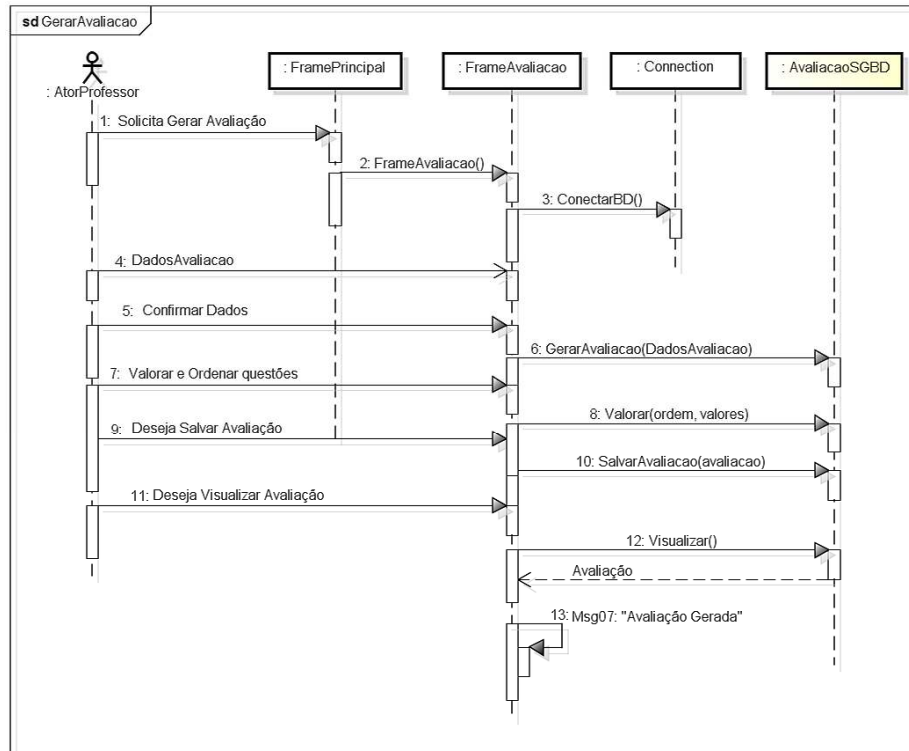 sd GerarAvaliacao
: AtorProfessor
: FramePrincipal
: FrameAvaliacao
: Connection
: AvaliacaoSGBD
1: Solicita Gerar Avaliação
2: FrameAvaliacao()
3: ConectarBD()
4: DadosAvaliacao
5: Confirmar Dados
6: GerarAvaliacao(DadosAvaliacao)
7: Valorar e Ordenar questões
8: Valorar(ordem, valores)
9: Deseja Salvar Avaliação
10: SalvarAvaliacao(avaliacao)
11: Deseja Visualizar Avaliação
12: Visualizar()
Avaliação
13: Msg07: "Avaliação Gerada"